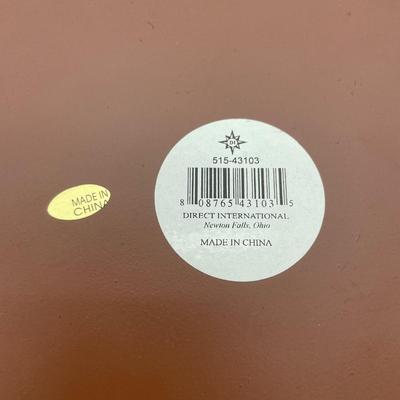 DI
515-43103
8 08765 43103 5
DIRECT INTERNATIONAL
Newton Falls, Ohio
MADE IN CHINA
MADE IN
CHINA